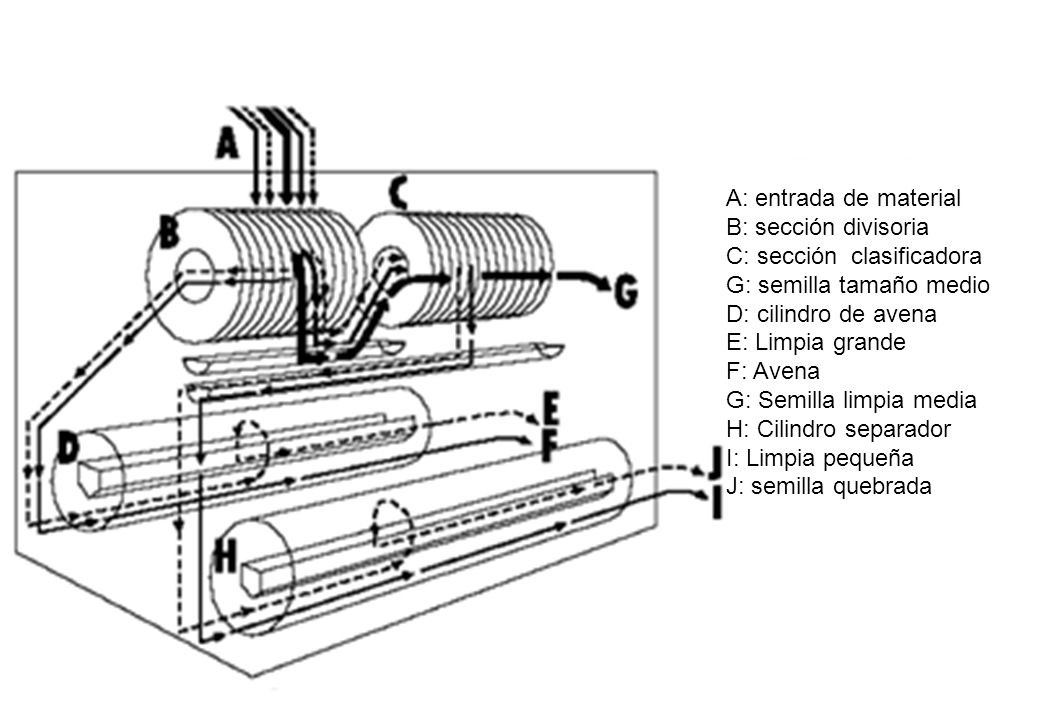 A
C
B
G
D
E
F
H
J
I
A: entrada de material
B: sección divisoria
C: sección  clasificadora
G: semilla tamaño medio
D: cilindro de avena
E: Limpia grande
F: Avena
G: Semilla limpia media
H: Cilindro separador
I: Limpia pequeña
J: semilla quebrada